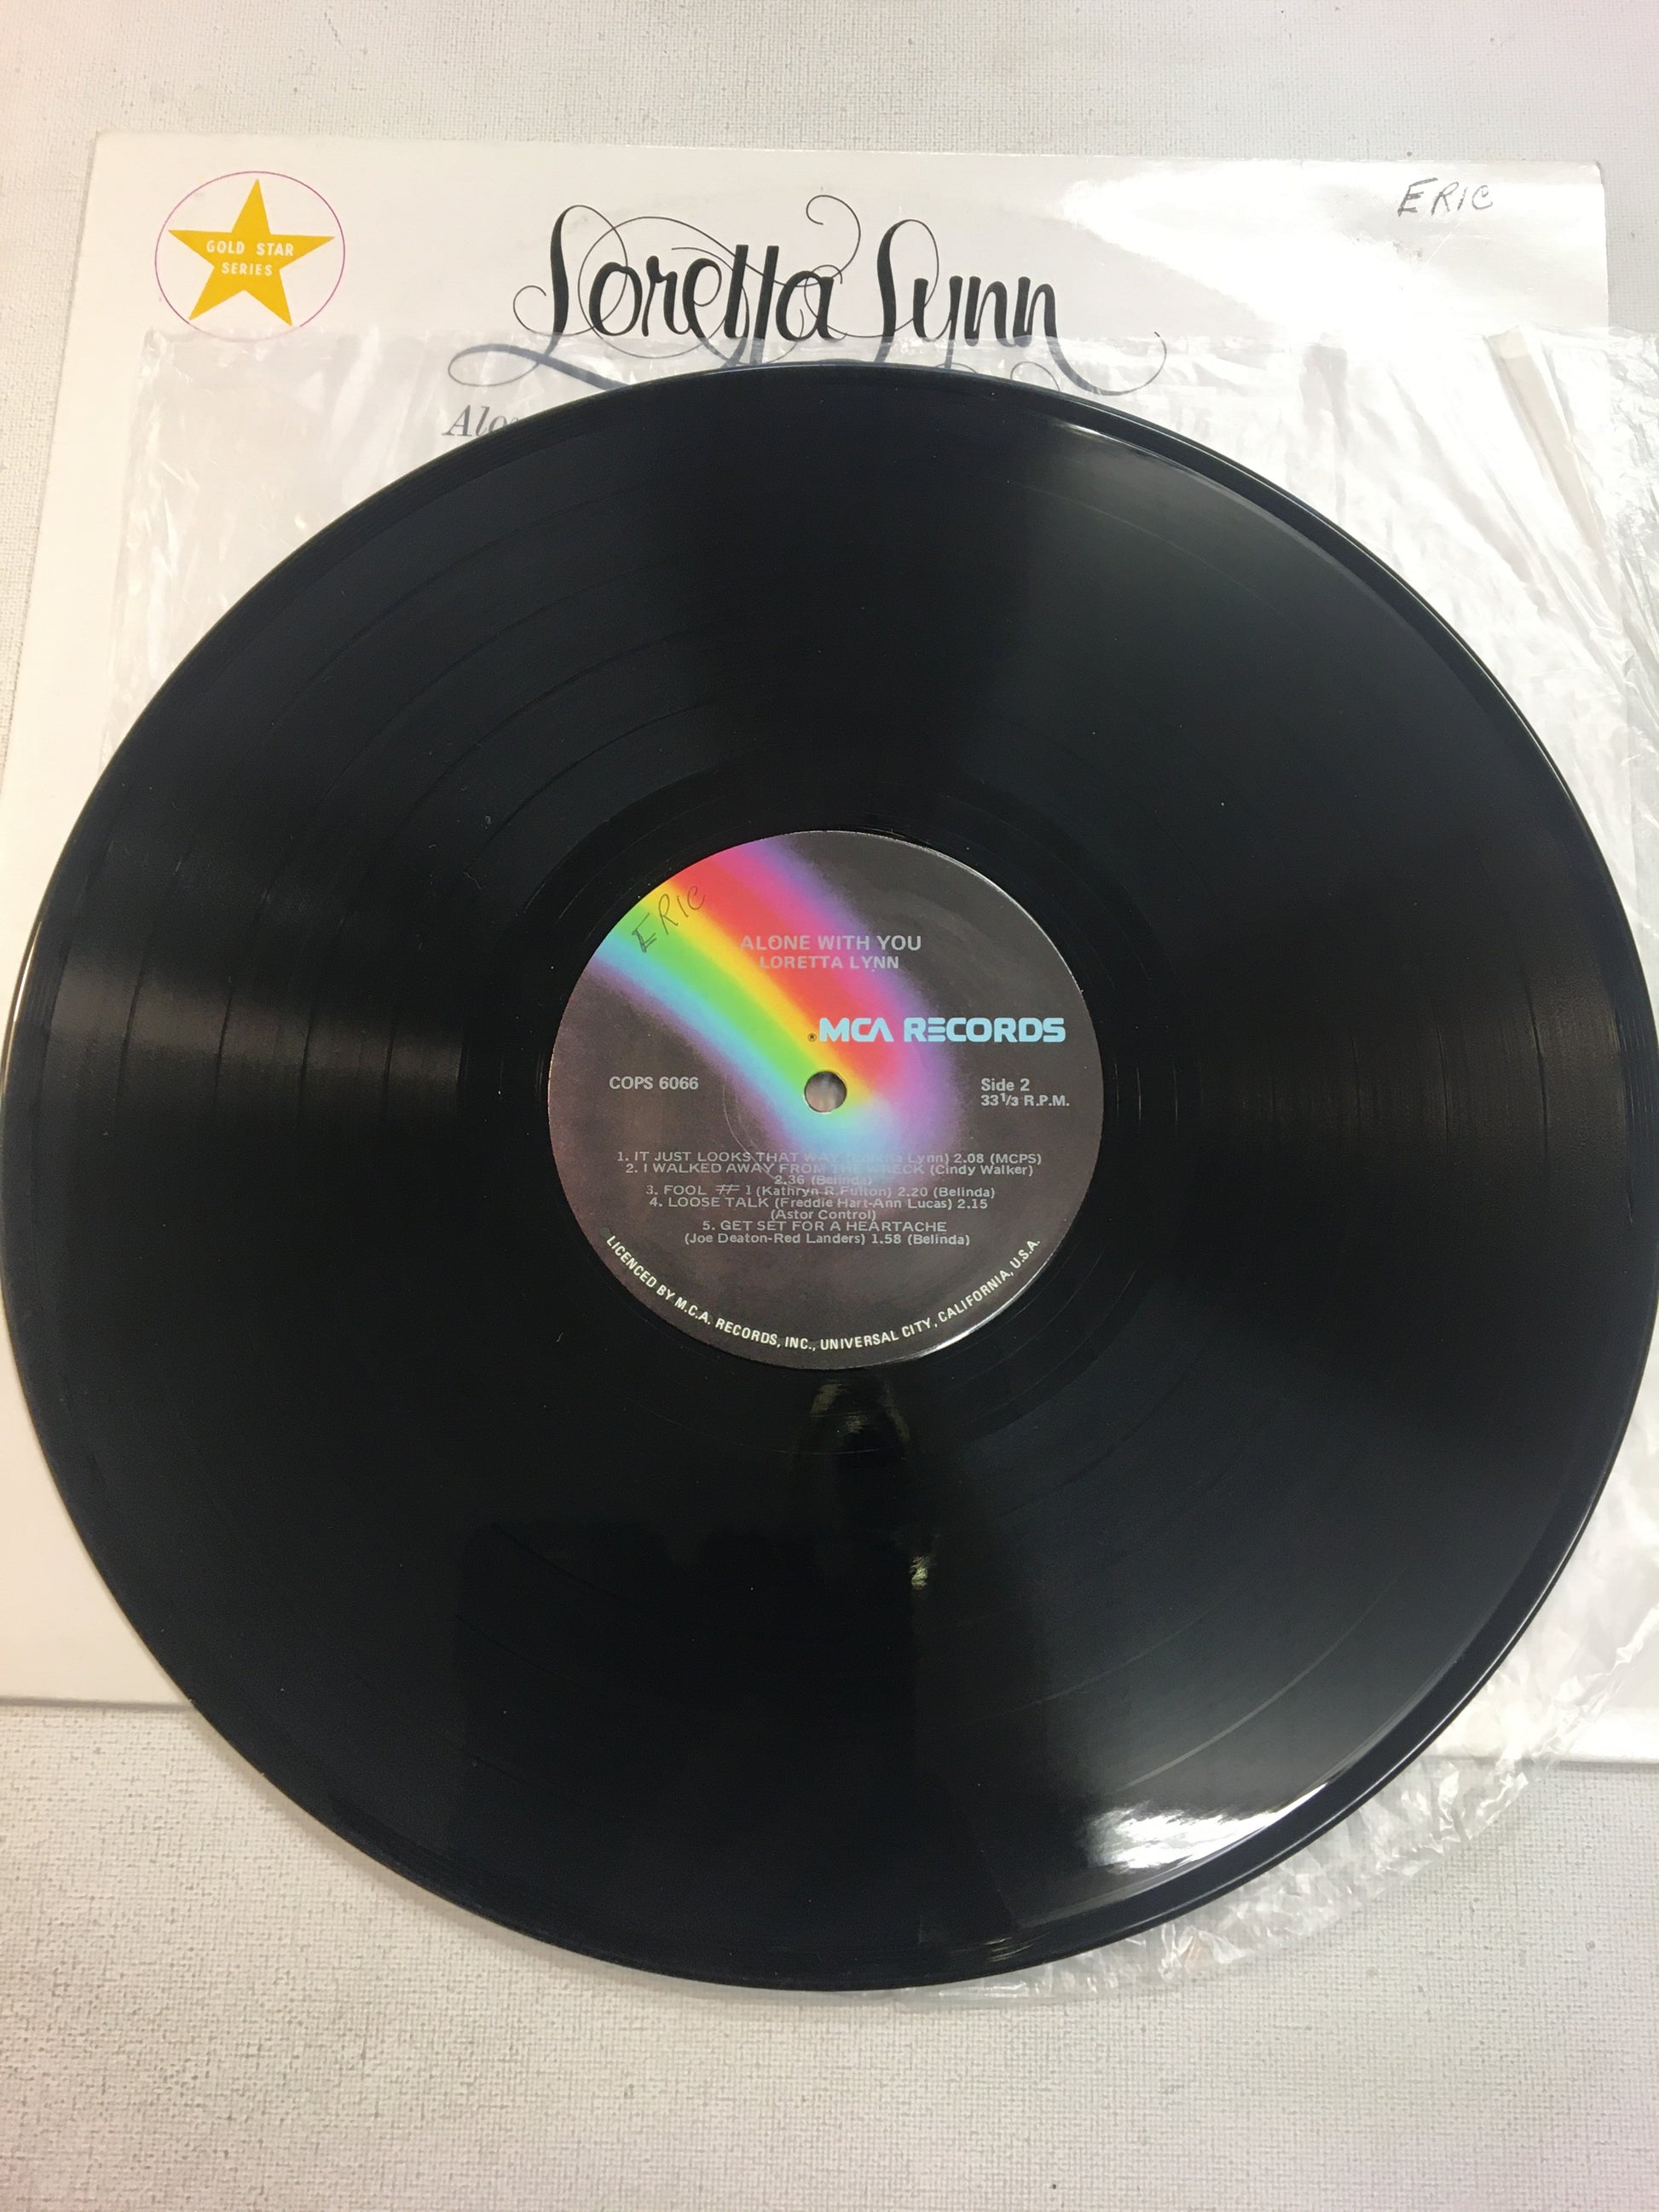 GOLD STAR
SERIES
Loretta Lynn
ERIC
ERIC
ALONE WITH YOU
LORETTA LYNN
® MCA RECORDS
COPS 6066
Side 2
33 1/3 R.P.M.
1. IT JUST LOOKS THAT WAY Lynn) 2.08 (MCPS)
2. I WALKED AWAY FROM THE WRECK (Cindy Walker)
2.36 (Belinda)
3. FOOL # 1 (Kathryn R. Fulton) 2.20 (Belinda)
4. LOOSE TALK (Freddie Hart-Ann Lucas) 2.15
(Astor Control)
5. GET SET FOR A HEARTACHE
(Joe Deaton-Red Landers) 1.58 (Belinda)
LICENCED BY M.C.A. RECORDS, INC., UNIVERSAL CITY, CALIFORNIA, U.S.A.